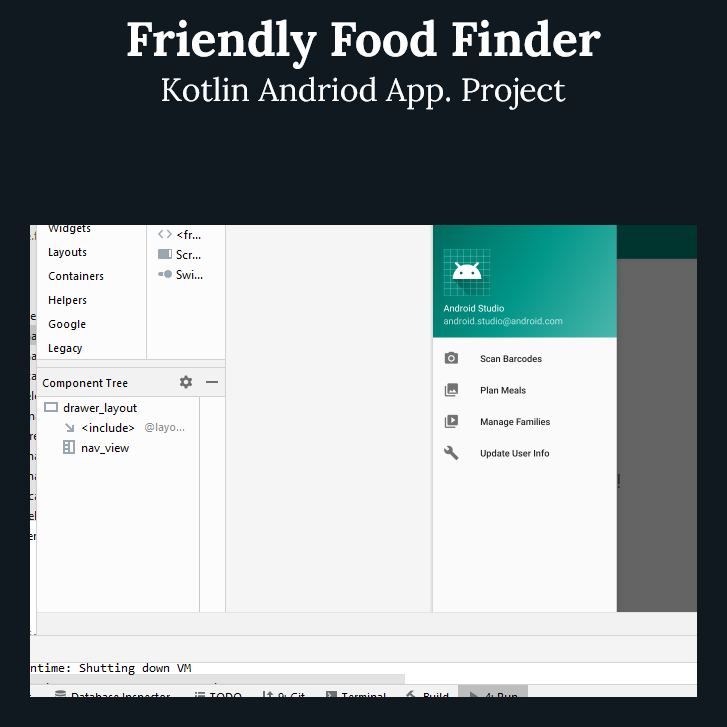 Friendly Food Finder
Kotlin Andriod App. Project
Widgets
Layouts
Containers
Helpers
Google
Legacy
<fr...
Scr...
Swi...
Component Tree
drawer_layout
<include> @layo...
nav_view
Android Studio
android.studio@android.com
Scan Barcodes
Plan Meals
Manage Families
Update User Info
!
ntime: Shutting down VM
Database Inspector
TODO
9: Git
Terminal
Build
4: Run